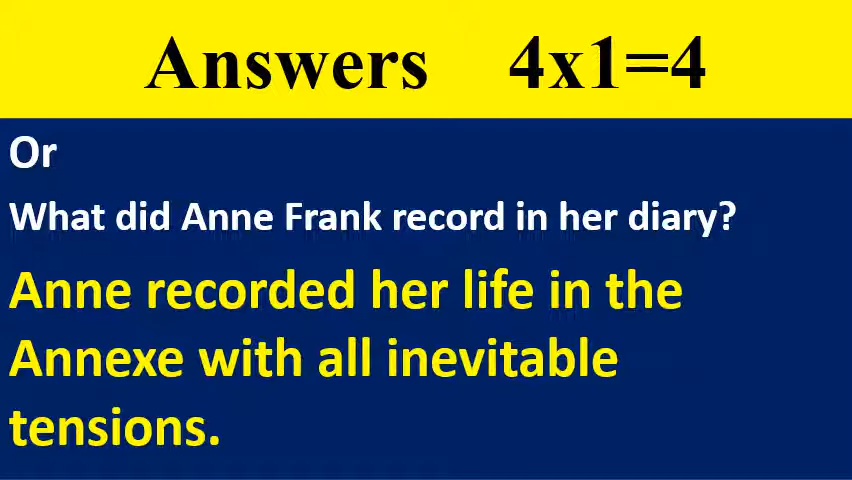 Answers 4x1=4
Or
What did Anne Frank record in her diary?
Anne recorded her life in the
Annexe with all inevitable
tensions.